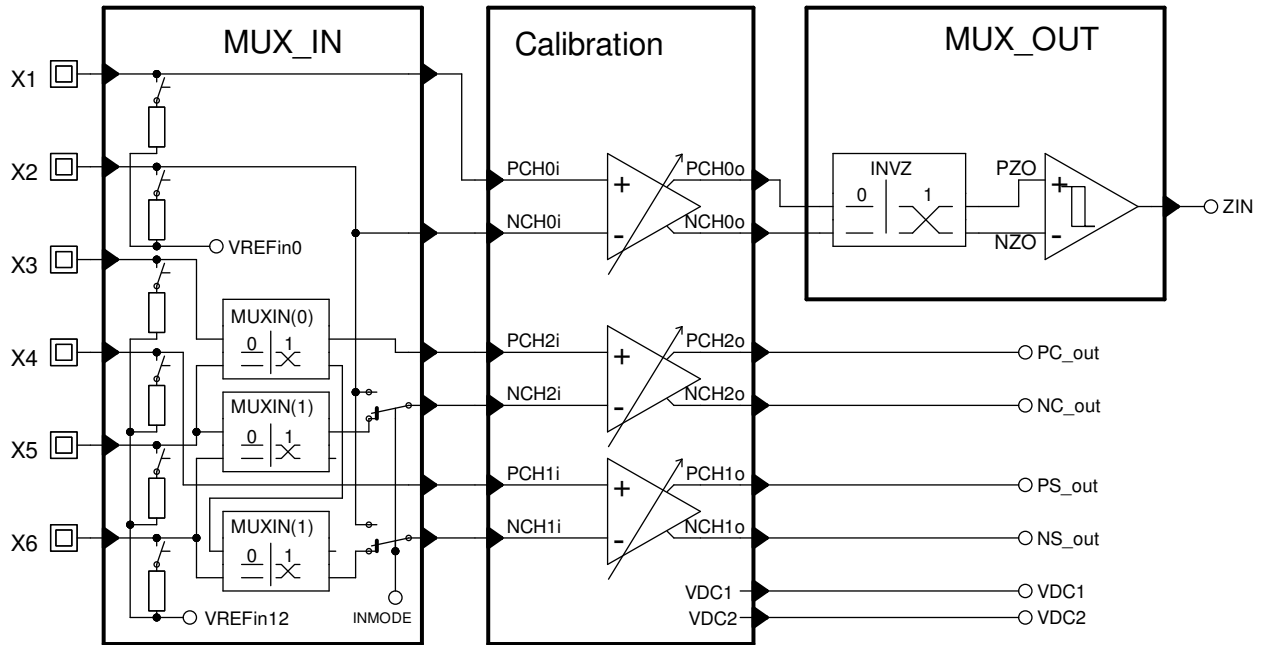 MUX_IN
Calibration
MUX_OUT
X1
X2
PCH0i
+
PCH0o
INVZ
0
1
PZO
+
ZIN
NCH0i
-
NCH0o
NZO
-
VREFin0
X3
MUXIN(0)
0
1
X4
PCH2i
+
PCH2o
PC_out
MUXIN(1)
0
1
NCH2i
-
NCH2o
NC_out
X5
PCH1i
+
PCH1o
PS_out
MUXIN(1)
0
1
X6
NCH1i
-
NCH1o
NS_out
VDC1
VDC1
VREFin12
INMODE
VDC2
VDC2